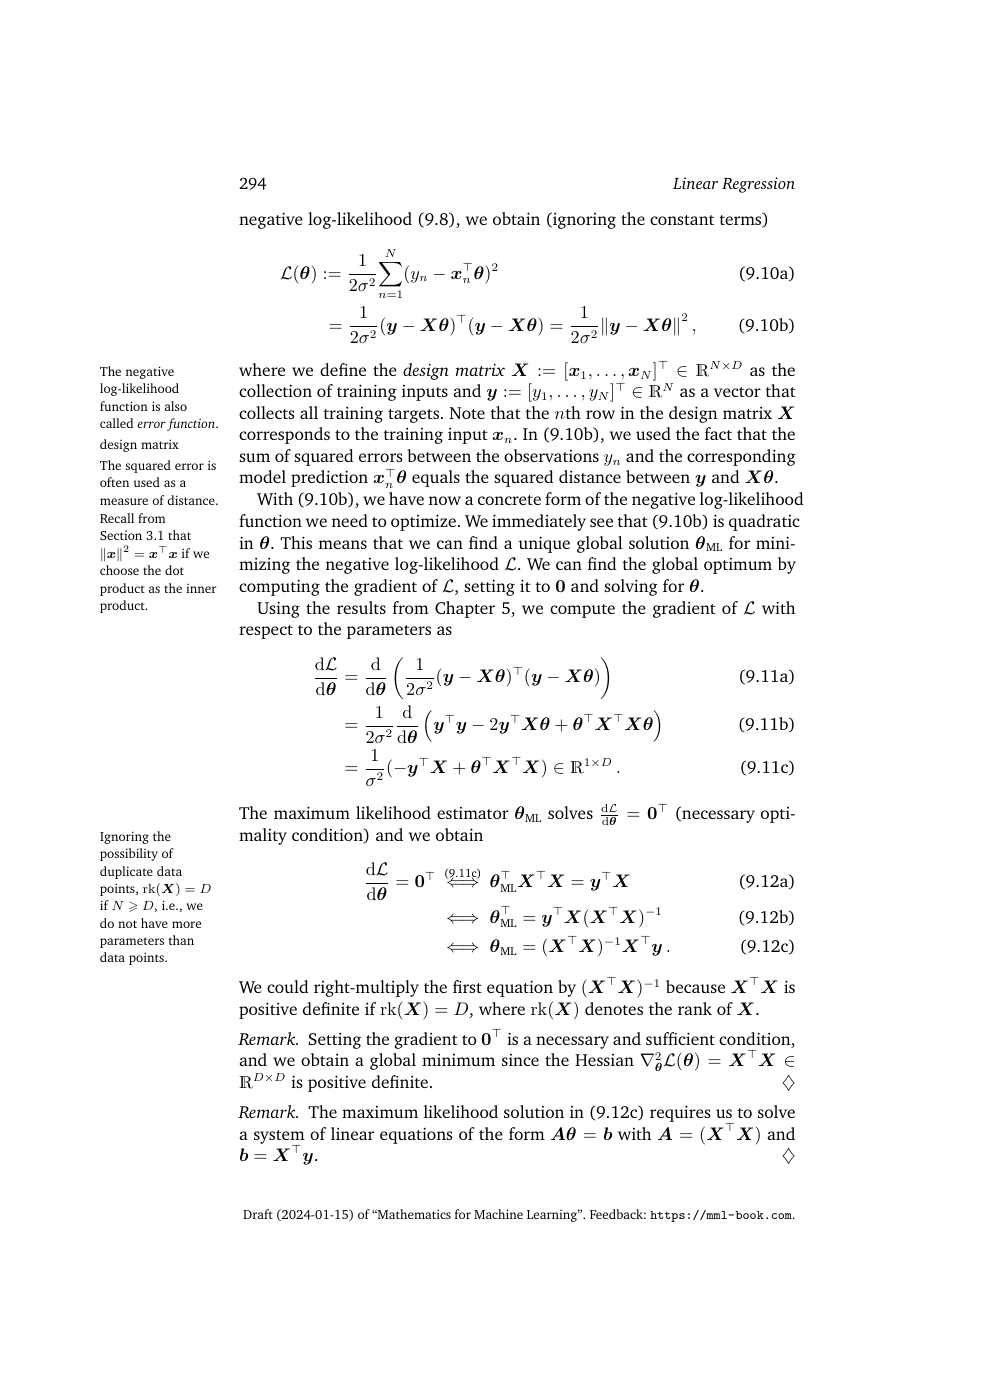 294 Linear Regression
negative log-likelihood (9.8), we obtain (ignoring the constant terms)
ℒ(θ) := 1/(2σ²) ∑ₙ₌₁ᴺ (yₙ − xₙ⊤θ)² (9.10a)
= 1/(2σ²) (y − Xθ)⊤(y − Xθ) = 1/(2σ²) ‖y − Xθ‖² , (9.10b)
where we define the design matrix X := [x₁, . . . , x_N]⊤ ∈ ℝ^{N×D} as the
collection of training inputs and y := [y₁, . . . , y_N]⊤ ∈ ℝ^N as a vector that
collects all training targets. Note that the nth row in the design matrix X
corresponds to the training input xₙ. In (9.10b), we used the fact that the
sum of squared errors between the observations yₙ and the corresponding
model prediction xₙ⊤θ equals the squared distance between y and Xθ.
With (9.10b), we have now a concrete form of the negative log-likelihood
function we need to optimize. We immediately see that (9.10b) is quadratic
in θ. This means that we can find a unique global solution θ_ML for mini-
mizing the negative log-likelihood ℒ. We can find the global optimum by
computing the gradient of ℒ, setting it to 0 and solving for θ.
Using the results from Chapter 5, we compute the gradient of ℒ with
respect to the parameters as
The negative
log-likelihood
function is also
called error function.
design matrix
The squared error is
often used as a
measure of distance.
Recall from
Section 3.1 that
‖x‖² = x⊤x if we
choose the dot
product as the inner
product.
dℒ/dθ = d/dθ ( 1/(2σ²) (y − Xθ)⊤(y − Xθ) ) (9.11a)
= 1/(2σ²) d/dθ ( y⊤y − 2y⊤Xθ + θ⊤X⊤Xθ ) (9.11b)
= 1/σ² (−y⊤X + θ⊤X⊤X) ∈ ℝ^{1×D} . (9.11c)
The maximum likelihood estimator θ_ML solves dℒ/dθ = 0⊤ (necessary opti-
mality condition) and we obtain
Ignoring the
possibility of
duplicate data
points, rk(X) = D
if N ⩾ D, i.e., we
do not have more
parameters than
data points.
dℒ/dθ = 0⊤ ⟺ (9.11c) θ_ML⊤X⊤X = y⊤X (9.12a)
⟺ θ_ML⊤ = y⊤X(X⊤X)⁻¹ (9.12b)
⟺ θ_ML = (X⊤X)⁻¹X⊤y . (9.12c)
We could right-multiply the first equation by (X⊤X)⁻¹ because X⊤X is
positive definite if rk(X) = D, where rk(X) denotes the rank of X.
Remark. Setting the gradient to 0⊤ is a necessary and sufficient condition,
and we obtain a global minimum since the Hessian ∇²_θ ℒ(θ) = X⊤X ∈
ℝ^{D×D} is positive definite. ♢
Remark. The maximum likelihood solution in (9.12c) requires us to solve
a system of linear equations of the form Aθ = b with A = (X⊤X) and
b = X⊤y. ♢
Draft (2024-01-15) of “Mathematics for Machine Learning”. Feedback: https://mml-book.com.